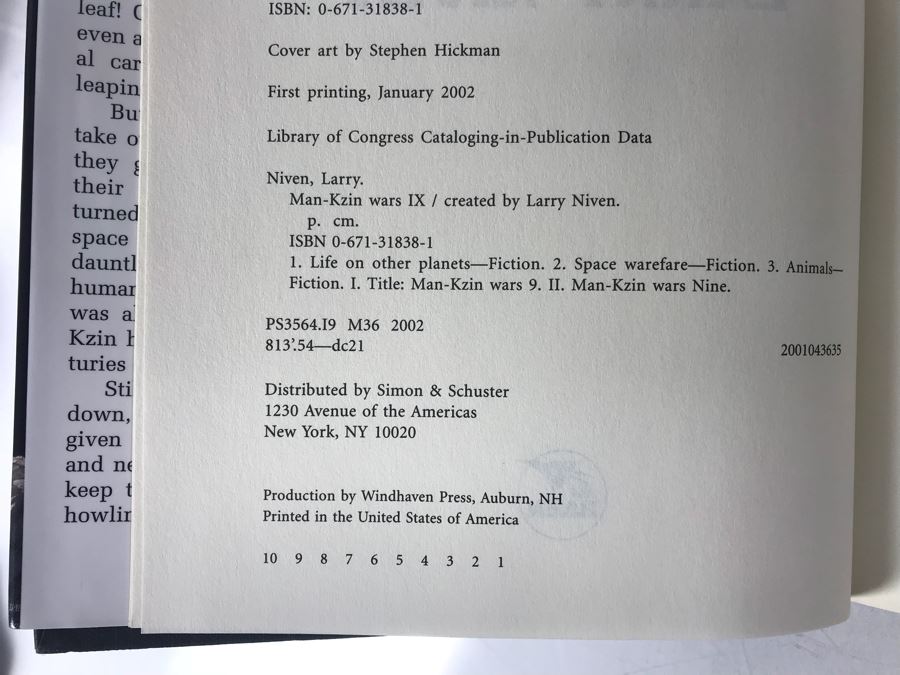 leaf!
even a
al car
leapin
Bu
take o
they g
their
turned
space
dauntl
human
was a
Kzin h
turies
Sti
down,
given
and ne
keep t
howlin
ISBN: 0-671-31838-1
Cover art by Stephen Hickman
First printing, January 2002
Library of Congress Cataloging-in-Publication Data
Niven, Larry.
Man-Kzin wars IX / created by Larry Niven.
p. cm.
ISBN 0-671-31838-1
1. Life on other planets—Fiction. 2. Space warefare—Fiction. 3. Animals—
Fiction. I. Title: Man-Kzin wars 9. II. Man-Kzin wars Nine.
PS3564.I9 M36 2002
813'.54—dc21
2001043635
Distributed by Simon & Schuster
1230 Avenue of the Americas
New York, NY 10020
Production by Windhaven Press, Auburn, NH
Printed in the United States of America
10 9 8 7 6 5 4 3 2 1